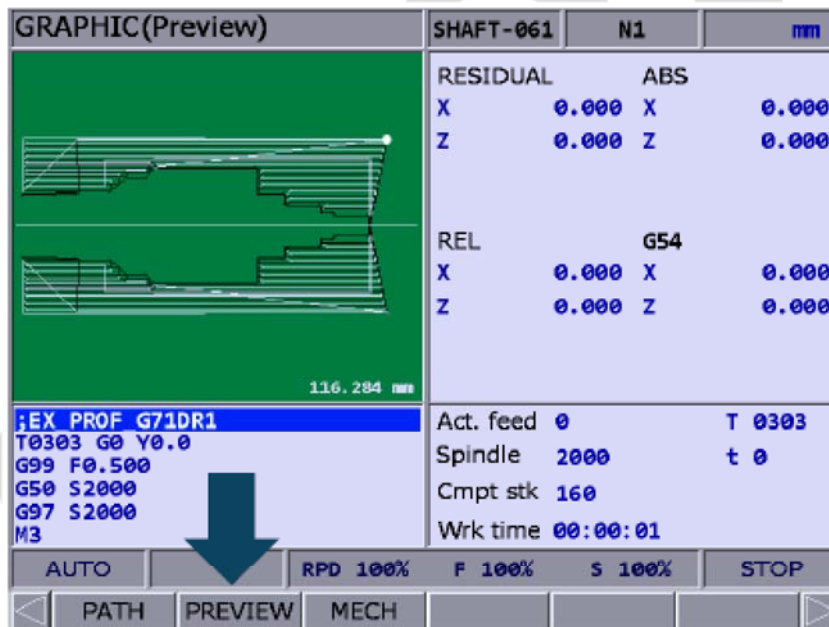 GRAPHIC(Preview) SHAFT-061 N1 mm
RESIDUAL ABS
X 0.000 X 0.000
Z 0.000 Z 0.000
REL G54
X 0.000 X 0.000
Z 0.000 Z 0.000
116.284 mm
;EX PROF G71DR1
T0303 G0 Y0.0
G99 F0.500
G50 S2000
G97 S2000
M3
Act. feed 0 T 0303
Spindle 2000 t 0
Cmpt stk 160
Wrk time 00:00:01
AUTO RPD 100% F 100% S 100% STOP
PATH PREVIEW MECH